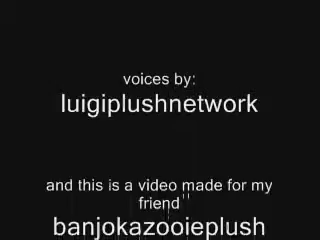 voices by:
luigiplushnetwork
and this is a video made for my
friend
banjokazooieplush